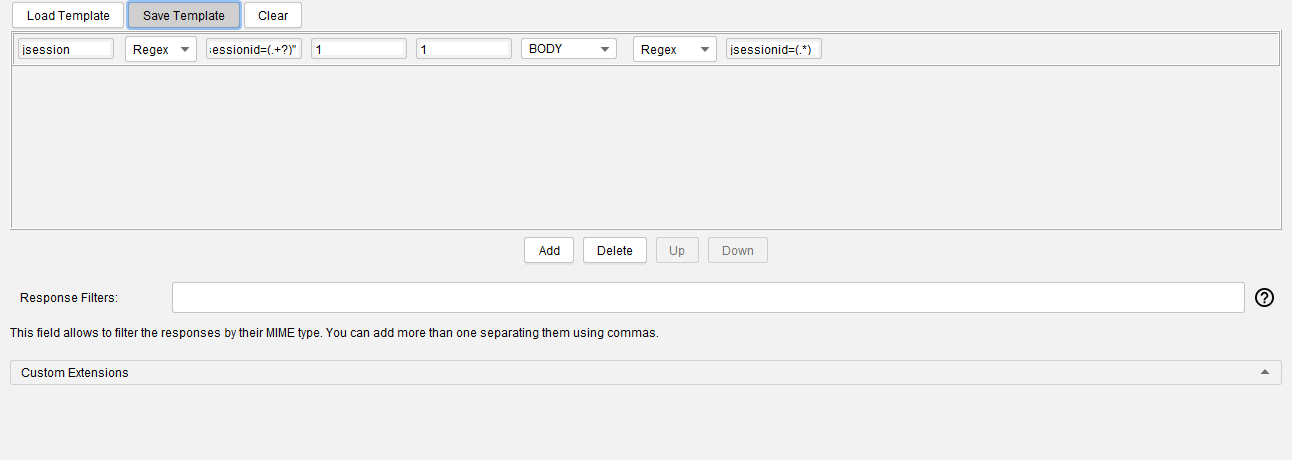 Load Template Save Template Clear
jsession Regex sessionid=(.+?)" 1 1 BODY Regex jsessionid=(.*)
Add Delete Up Down
Response Filters:
This field allows to filter the responses by their MIME type. You can add more than one separating them using commas.
Custom Extensions